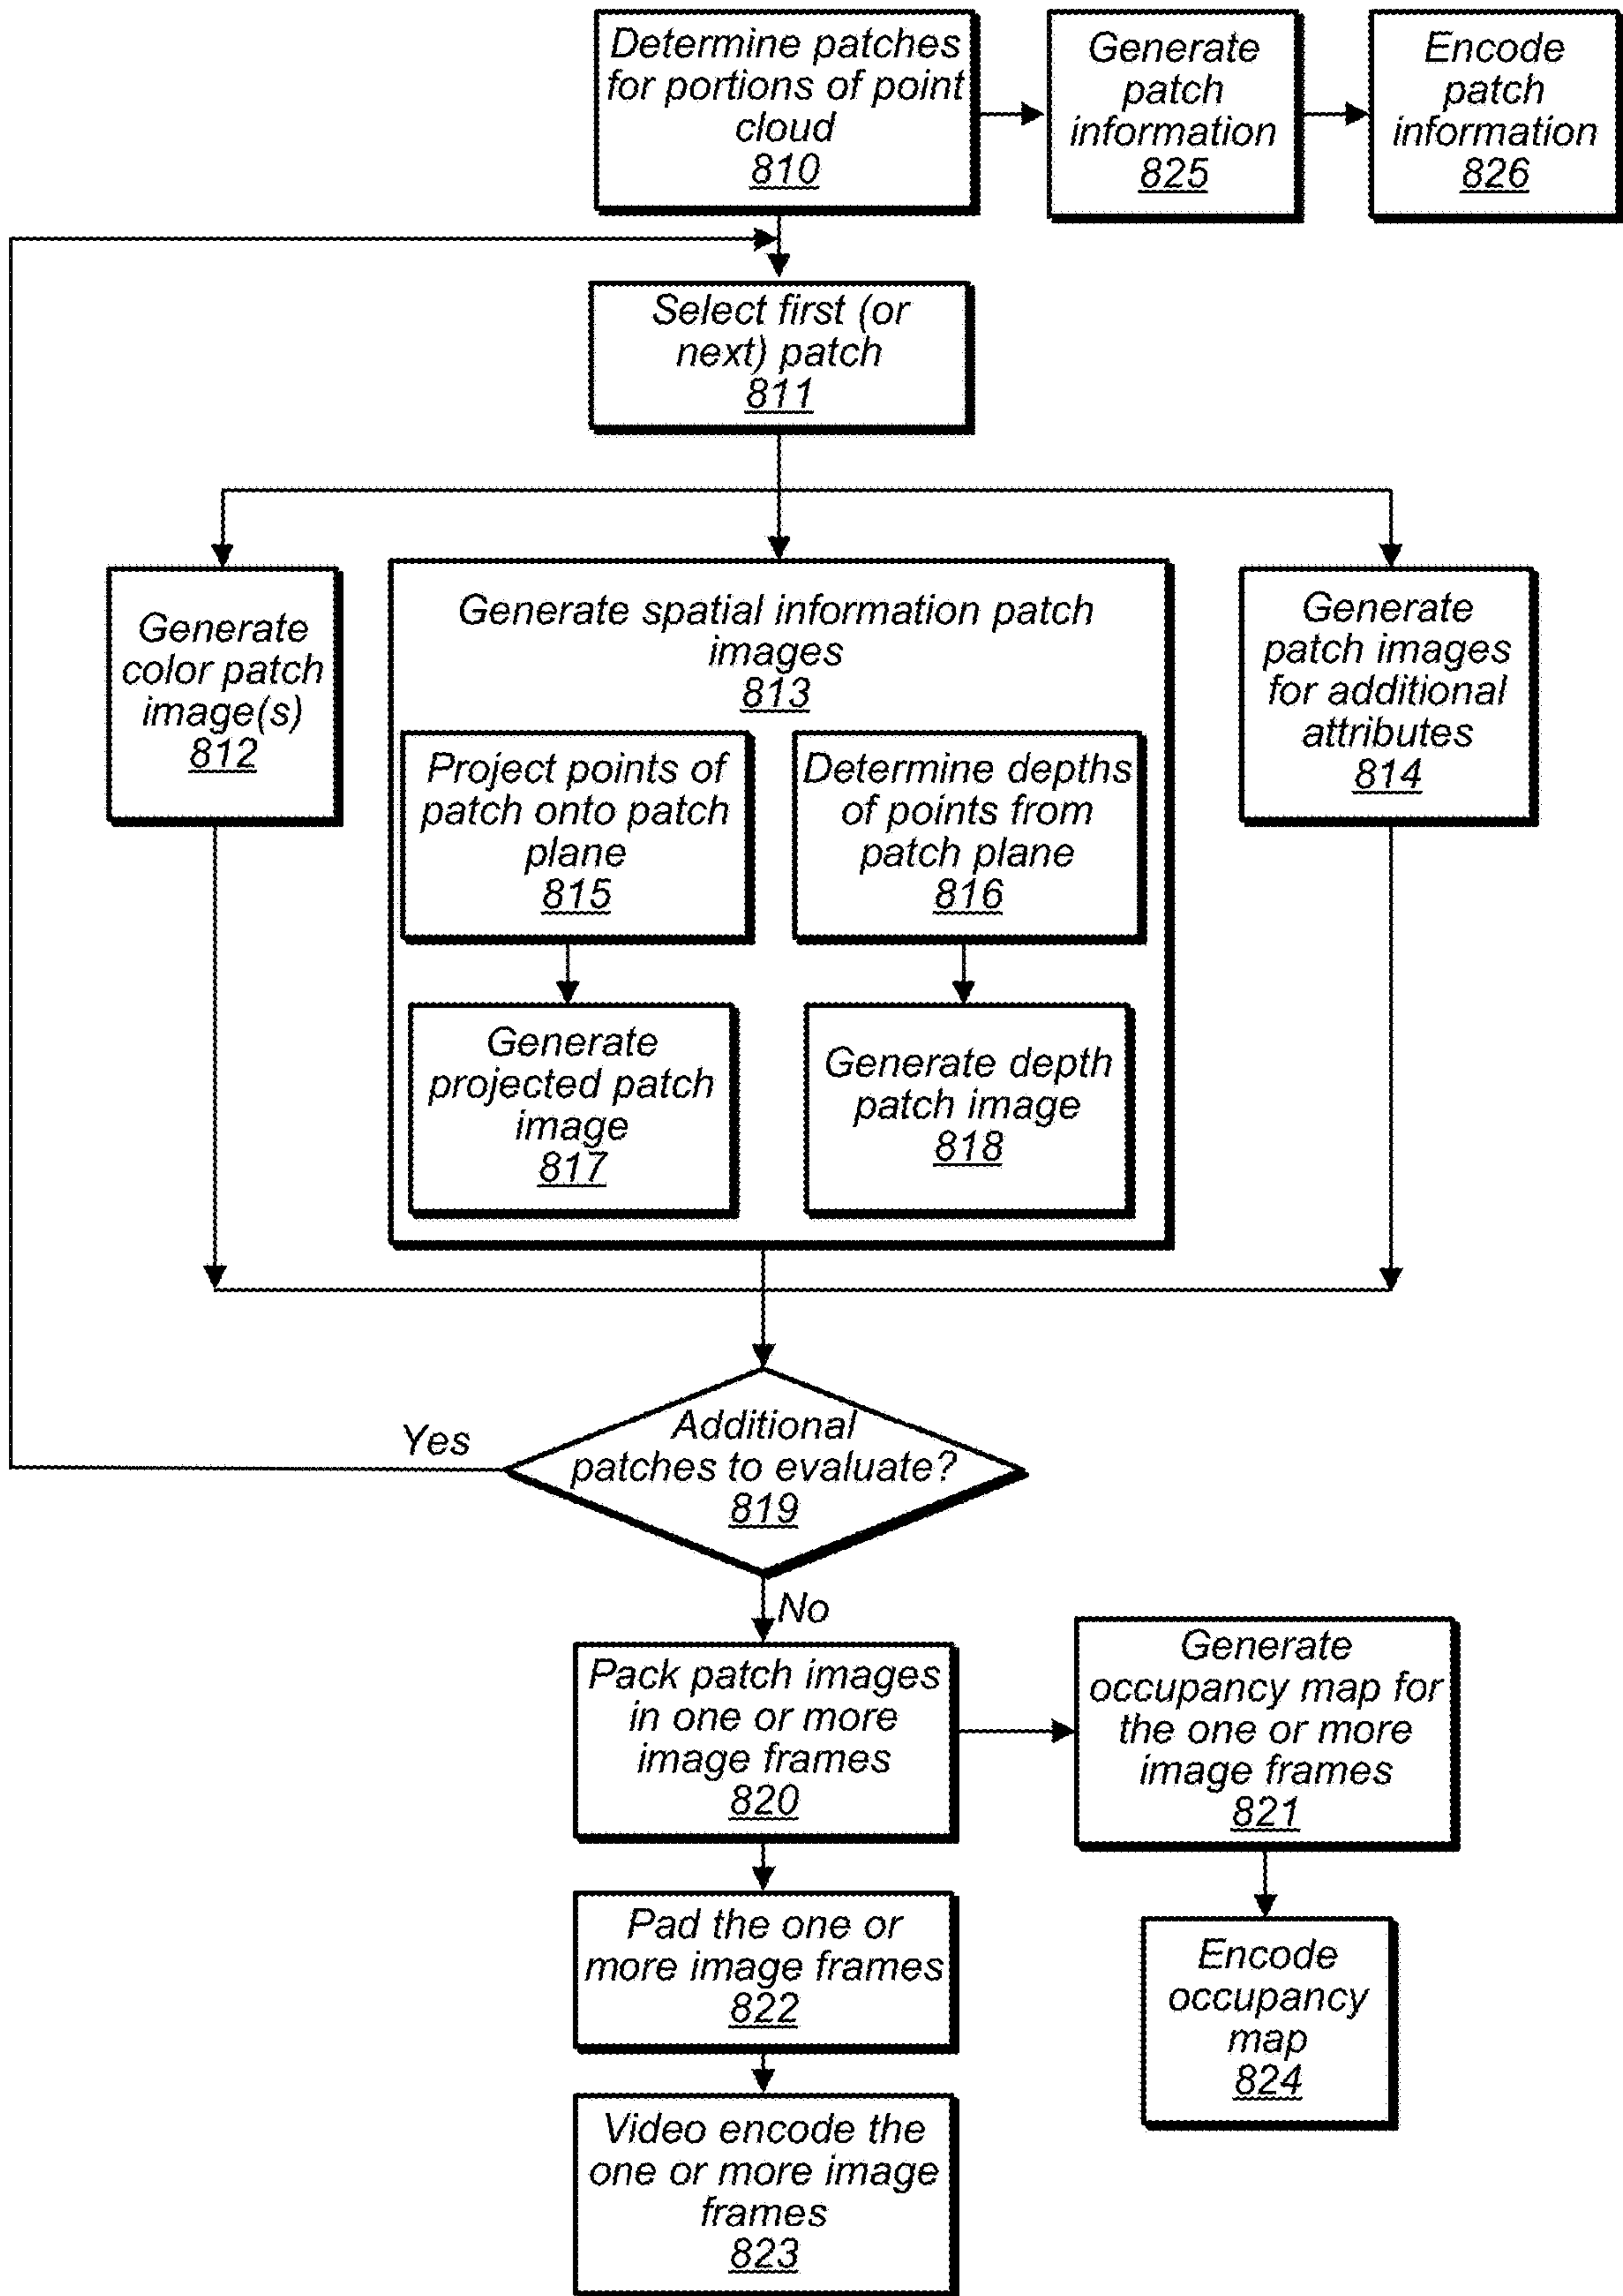 Determine patches
for portions of point
cloud
810
Generate
patch
information
825
Encode
patch
information
826
Select first (or
next) patch
811
Generate
color patch
image(s)
812
Generate spatial information patch
images
813
Project points of
patch onto patch
plane
815
Determine depths
of points from
patch plane
816
Generate
projected patch
image
817
Generate depth
patch image
818
Generate
patch images
for additional
attributes
814
Additional
patches to evaluate?
819
Yes
No
Pack patch images
in one or more
image frames
820
Generate
occupancy map for
the one or more
image frames
821
Pad the one or
more image frames
822
Encode
occupancy
map
824
Video encode the
one or more image
frames
823